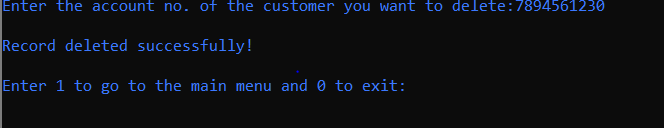 Enter the account no. of the customer you want to delete:7894561230
Record deleted successfully!
Enter 1 to go to the main menu and 0 to exit: